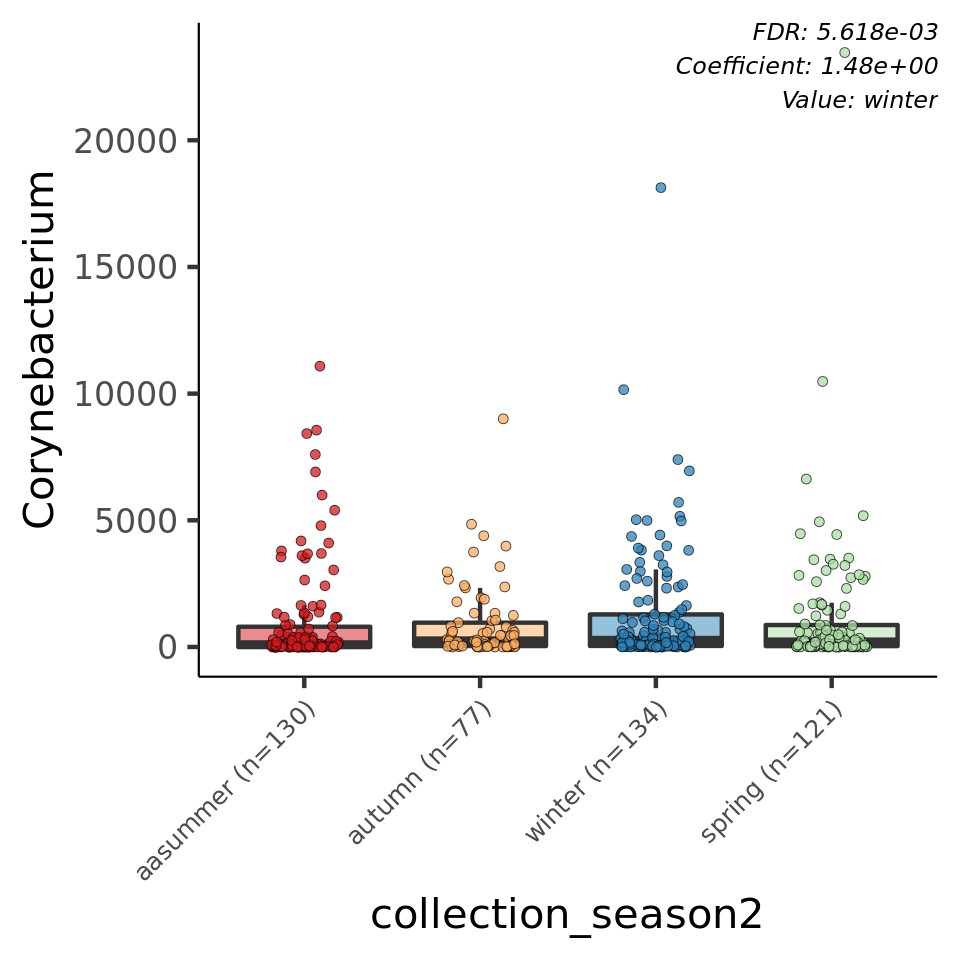 FDR: 5.618e-03
Coefficient: 1.48e+00
Value: winter
Corynebacterium
20000
15000
10000
5000
0
aasummer (n=130)
autumn (n=77)
winter (n=134)
spring (n=121)
collection_season2